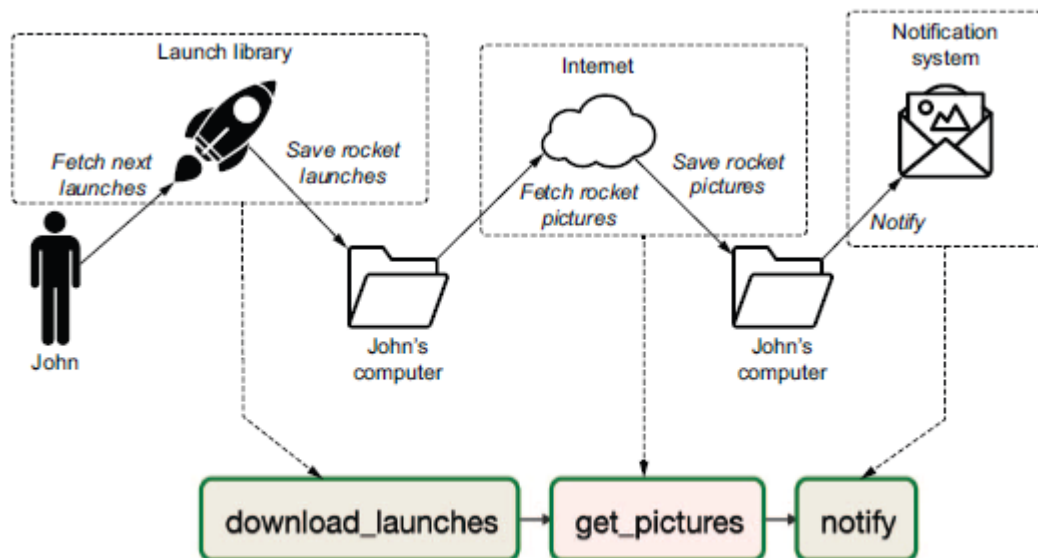 Launch library
Fetch next
launches
Save rocket
launches
John
John's
computer
Internet
Fetch rocket
pictures
Save rocket
pictures
John's
computer
Notification
system
Notify
download_launches
get_pictures
notify